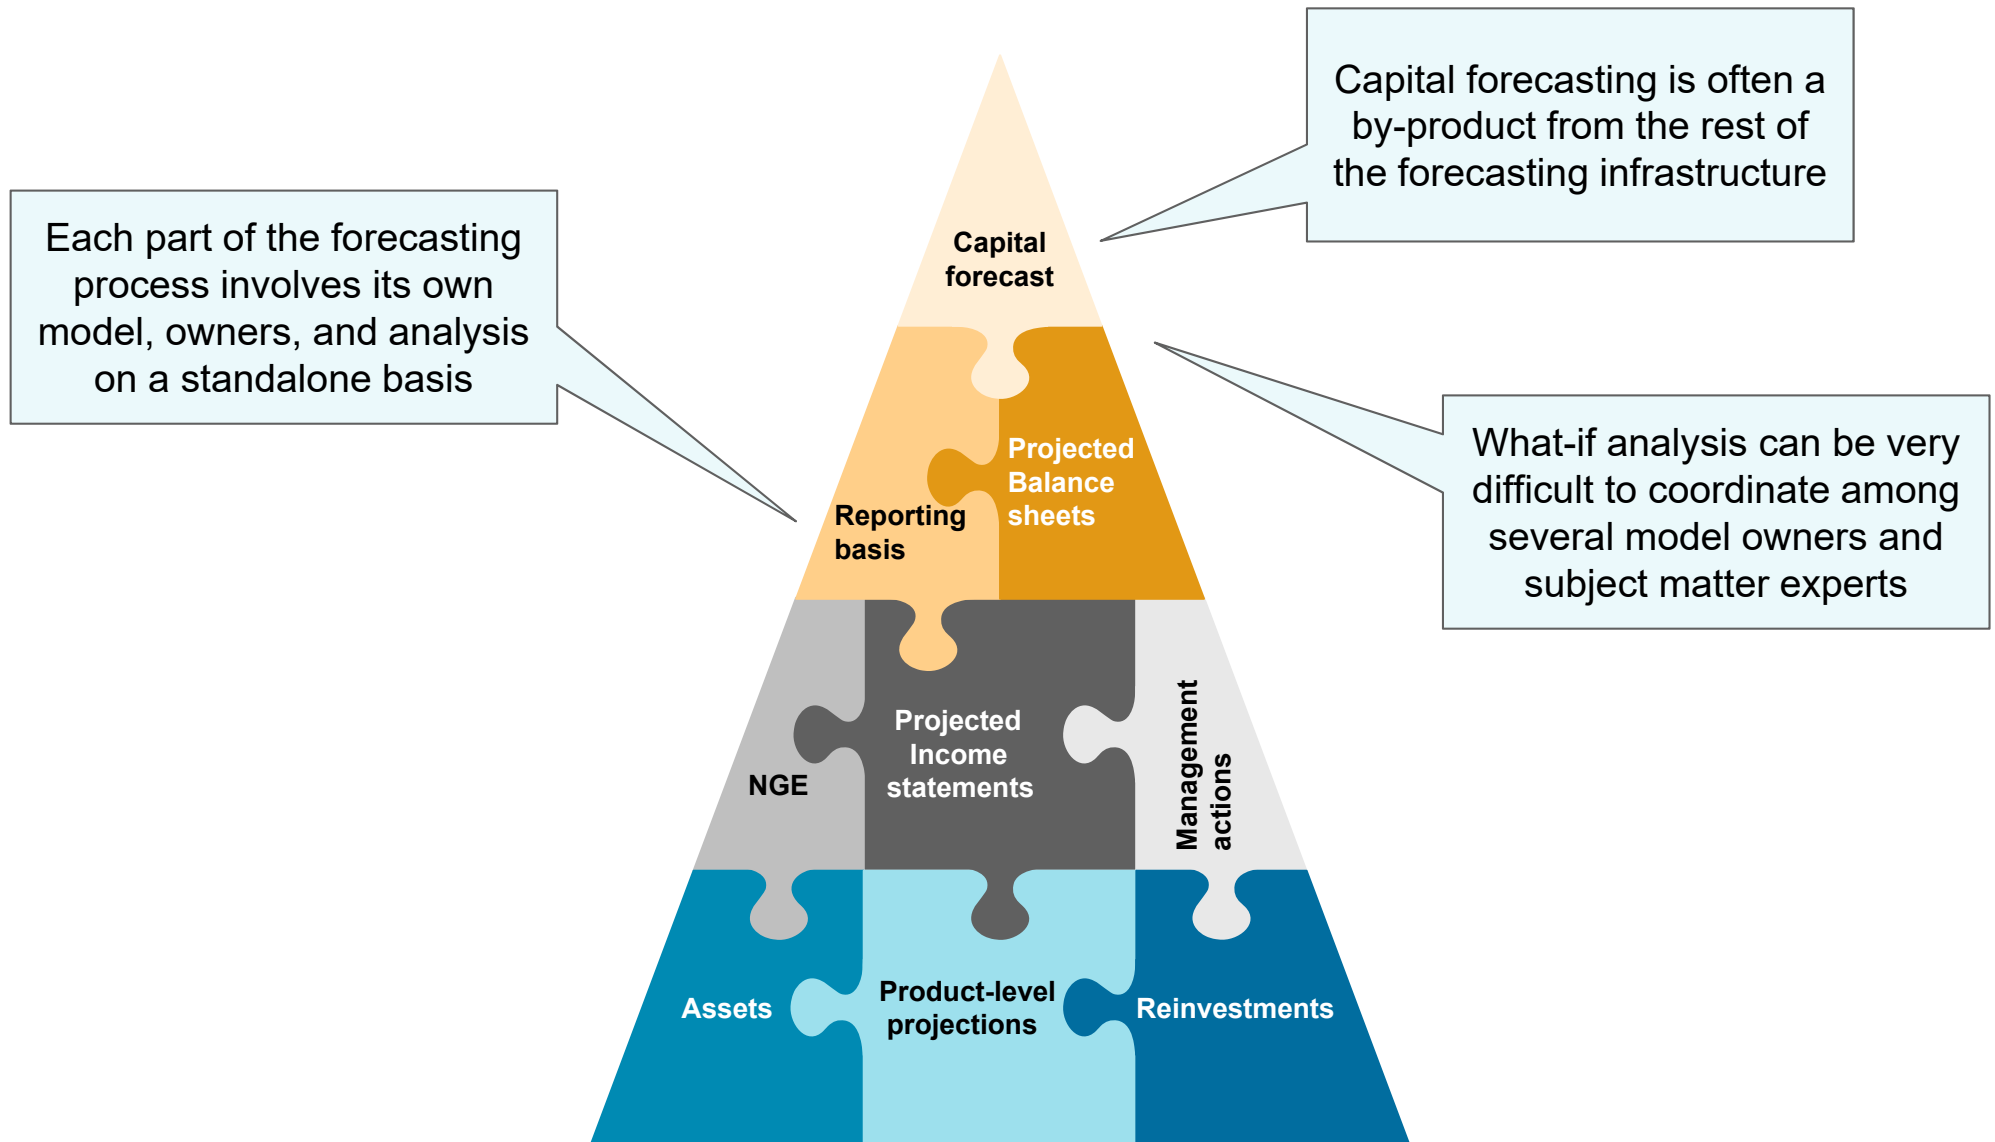 Capital forecasting is often a
by-product from the rest of
the forecasting infrastructure
Each part of the forecasting
process involves its own
model, owners, and analysis
on a standalone basis
Capital
forecast
What-if analysis can be very
difficult to coordinate among
several model owners and
subject matter experts
Projected
Balance
sheets
Reporting
basis
NGE
Projected
Income
statements
Management
actions
Assets
Product-level
projections
Reinvestments